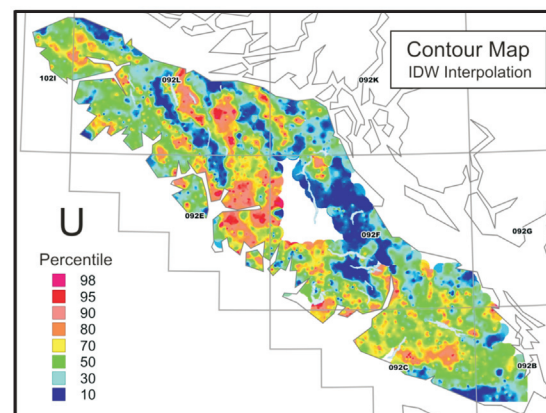 Contour Map
IDW Interpolation
102I
092L
092K
092E
092F
092G
092C
092B
U
Percentile
98
95
90
80
70
50
30
10